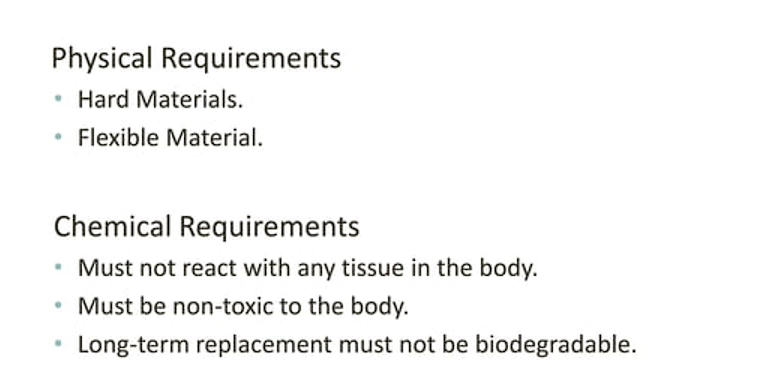 Physical Requirements
• Hard Materials.
• Flexible Material.
Chemical Requirements
• Must not react with any tissue in the body.
• Must be non-toxic to the body.
• Long-term replacement must not be biodegradable.